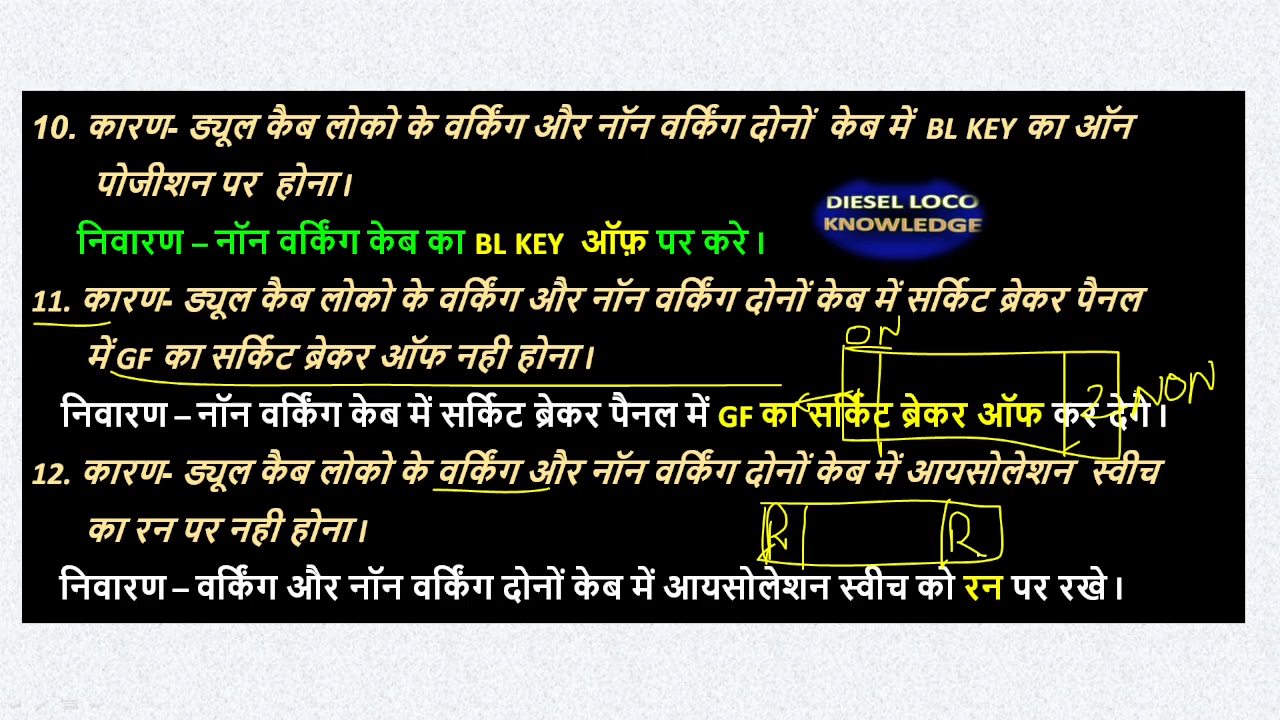 10. कारण- ड्यूल कैब लोको के वर्किंग और नॉन वर्किंग दोनों केब में BL KEY का ऑन
पोजीशन पर होना।
DIESEL LOCO
KNOWLEDGE
निवारण – नॉन वर्किंग केब का BL KEY ऑफ़ पर करे।
11. कारण- ड्यूल कैब लोको के वर्किंग और नॉन वर्किंग दोनों केब में सर्किट ब्रेकर पैनल
ON
में GF का सर्किट ब्रेकर ऑफ नही होना।
2 NON
निवारण – नॉन वर्किंग केब में सर्किट ब्रेकर पैनल में GF का सर्किट ब्रेकर ऑफ कर देगे।
12. कारण- ड्यूल कैब लोको के वर्किंग और नॉन वर्किंग दोनों केब में आयसोलेशन स्वीच
का रन पर नही होना।
R R
निवारण – वर्किंग और नॉन वर्किंग दोनों केब में आयसोलेशन स्वीच को रन पर रखे।